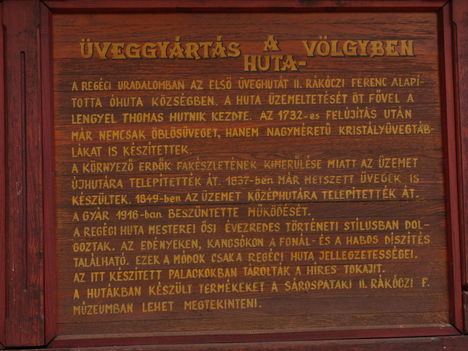 ÜVEGGYÁRTÁS A HUTA-VÖLGYBEN
A REGÉCI URADALOMBAN AZ ELSŐ ÜVEGHUTÁT II. RÁKÓCZI FERENC ALAPÍ-
TOTTA ÓHUTA KÖZSÉGBEN. A HUTA ÜZEMELTETÉSÉT ÖT FŐVEL A
LENGYEL THOMAS HUTNIK KEZDTE. AZ 1732-es FELÚJÍTÁS UTÁN
MÁR NEMCSAK ÖBLÖSÜVEGET, HANEM NAGYMÉRETŰ KRISTÁLYÜVEGTÁB-
LÁKAT IS KÉSZÍTETTEK.
A KÖRNYEZŐ ERDŐK FAKÉSZLETÉNEK KIMERÜLÉSE MIATT AZ ÜZEMET
ÚJHUTÁRA TELEPÍTETTÉK ÁT. 1837-ben MÁR METSZETT ÜVEGEK IS
KÉSZÜLTEK. 1849-ben AZ ÜZEMET KÖZÉPHUTÁRA TELEPÍTETTÉK ÁT.
A GYÁR 1916-ban BESZÜNTETTE MŰKÖDÉSÉT.
A REGÉCI HUTA MESTEREI ŐSI ÉVEZREDES TÖRTÉNETI STÍLUSBAN DOL-
GOZTAK. AZ EDÉNYEKEN, KANCSÓKON A FONÁL- ÉS A HABOS DÍSZÍTÉS
TALÁLHATÓ. EZEK A MÓDOK CSAK A REGÉCI HUTA JELLEGZETESSÉGEI.
AZ ITT KÉSZÍTETT PALACKOKBAN TÁROLTÁK A HÍRES TOKAJIT.
A HUTÁKBAN KÉSZÜLT TERMÉKEKET A SÁROSPATAKI II. RÁKÓCZI F.
MÚZEUMBAN LEHET MEGTEKINTENI.